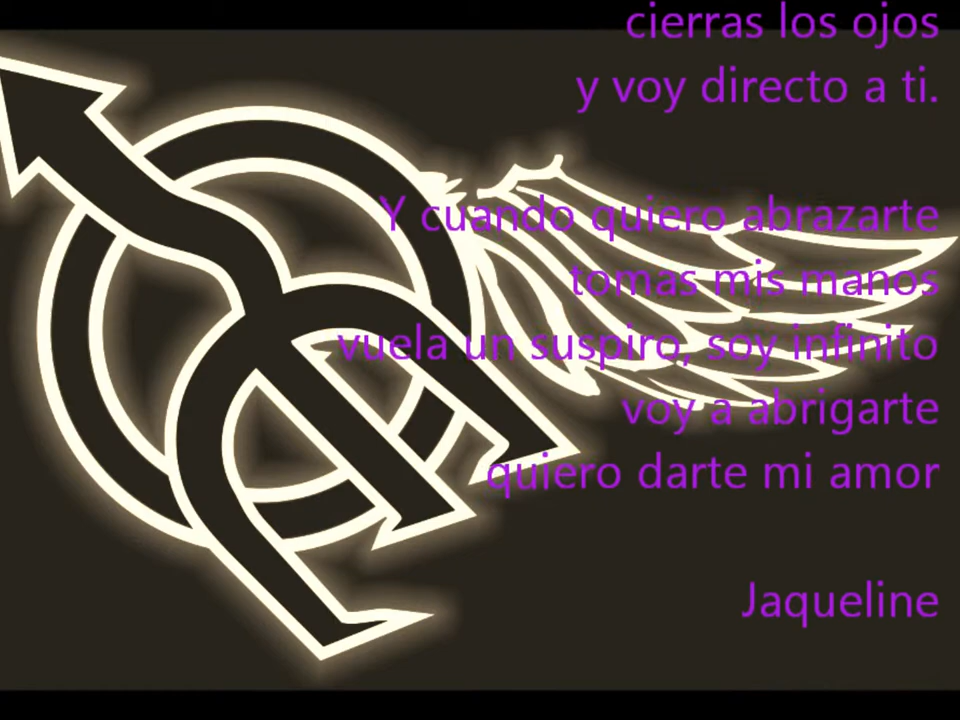 cierras los ojos
y voy directo a ti.
Y cuando quiero abrazarte
tomas mis manos
vuela un suspiro, soy infinito
voy a abrigarte
quiero darte mi amor
Jaqueline